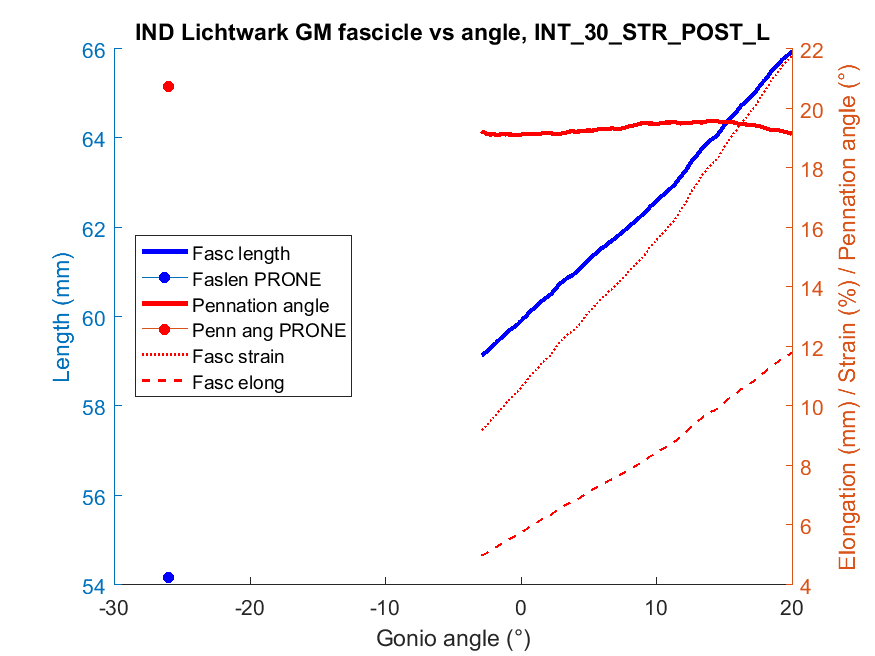 IND Lichtwark GM fascicle vs angle, INT_30_STR_POST_L
66
64
62
60
58
56
54
Length (mm)
22
20
18
16
14
12
10
8
6
4
Elongation (mm) / Strain (%) / Pennation angle (°)
Fasc length
Faslen PRONE
Pennation angle
Penn ang PRONE
Fasc strain
Fasc elong
-30
-20
-10
0
10
20
Gonio angle (°)